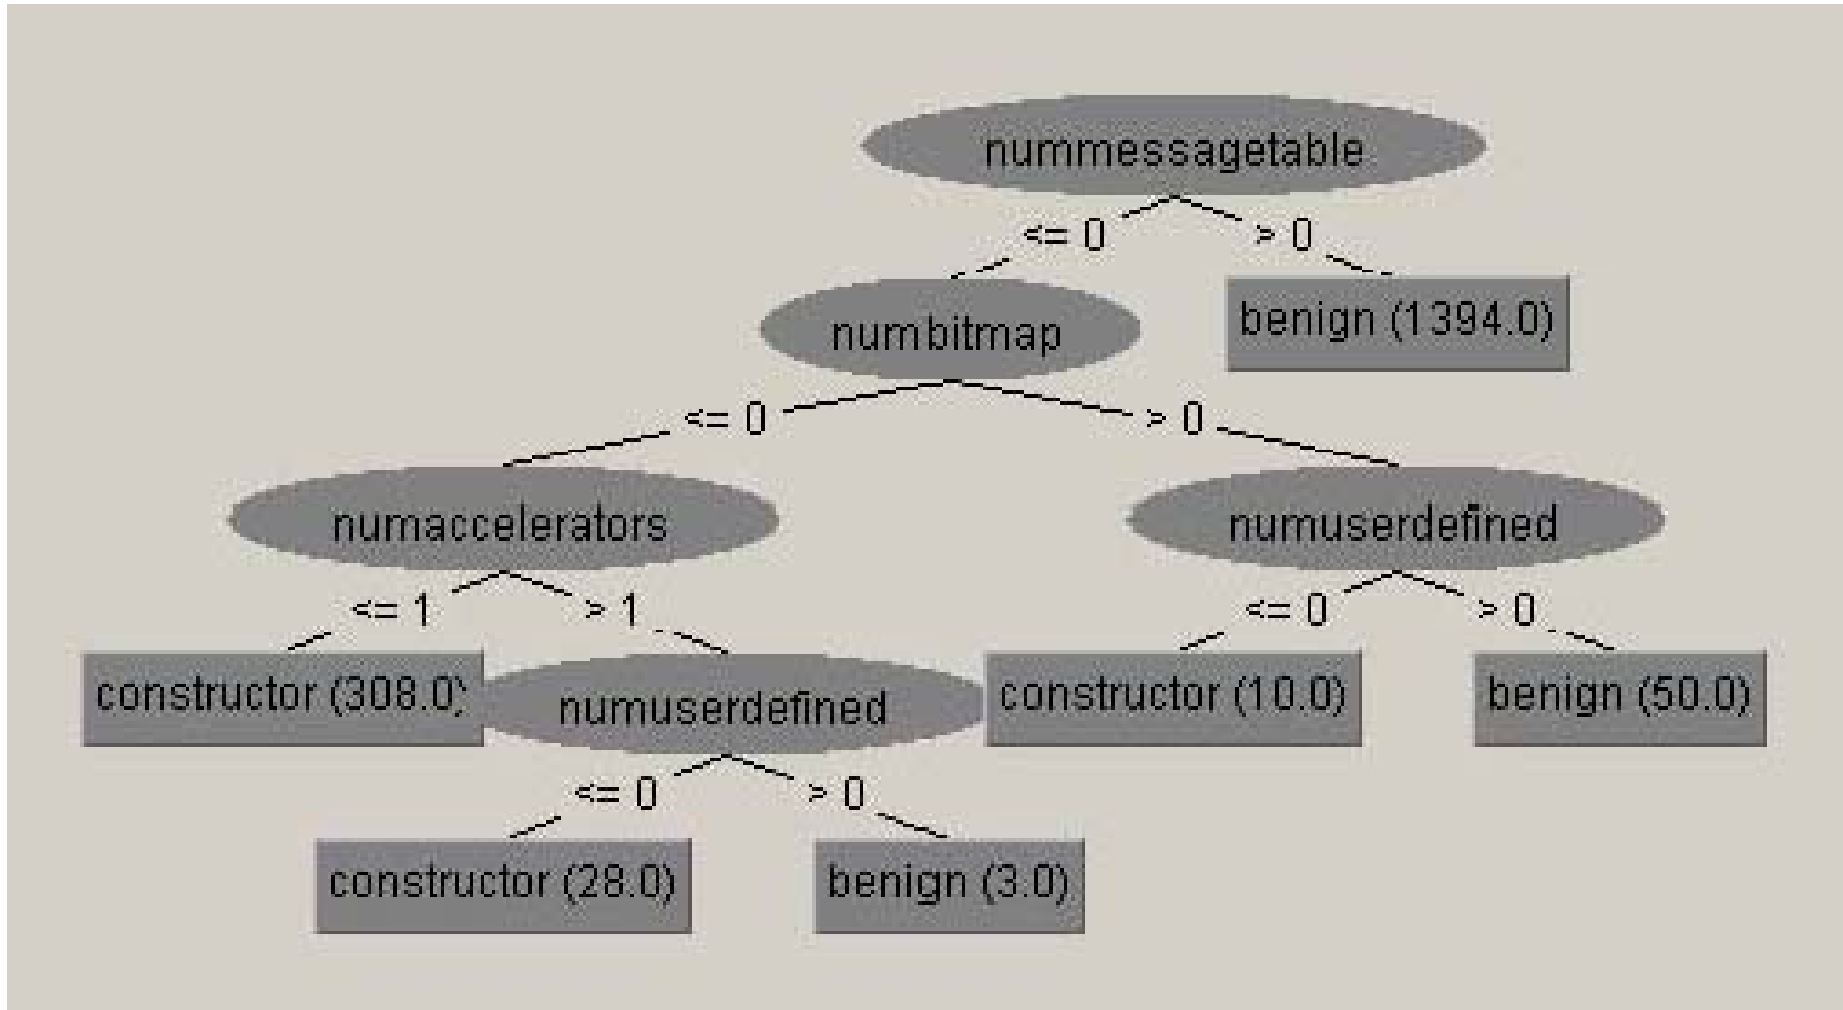 nummessagetable
<= 0
> 0
numbitmap
benign (1394.0)
<= 0
> 0
numaccelerators
numuserdefined
<= 1
> 1
<= 0
> 0
constructor (308.0)
numuserdefined
constructor (10.0)
benign (50.0)
<= 0
> 0
constructor (28.0)
benign (3.0)